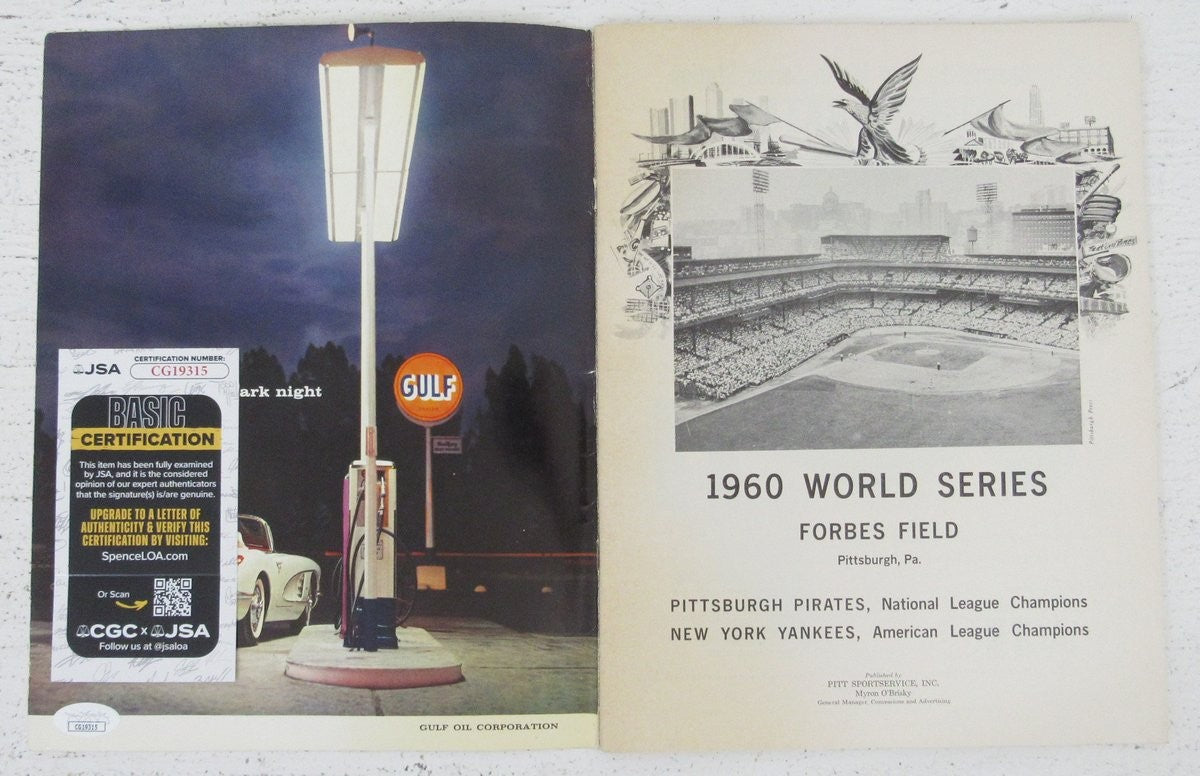 JSA
CERTIFICATION NUMBER:
CG19315
BASIC
CERTIFICATION
This item has been fully examined
by JSA, and it is the considered
opinion of our expert authenticators
that the signature(s) is/are genuine.
UPGRADE TO A LETTER OF
AUTHENTICITY & VERIFY THIS
CERTIFICATION BY VISITING:
SpenceLOA.com
Or Scan
CGC x JSA
Follow us at @jsaloa
CG19315
ark night
GULF
GULF OIL CORPORATION
Pittsburgh Press
1960 WORLD SERIES
FORBES FIELD
Pittsburgh, Pa.
PITTSBURGH PIRATES, National League Champions
NEW YORK YANKEES, American League Champions
Published by
PITT SPORTSERVICE, INC.
Myron O'Brisky
General Manager, Concessions and Advertising